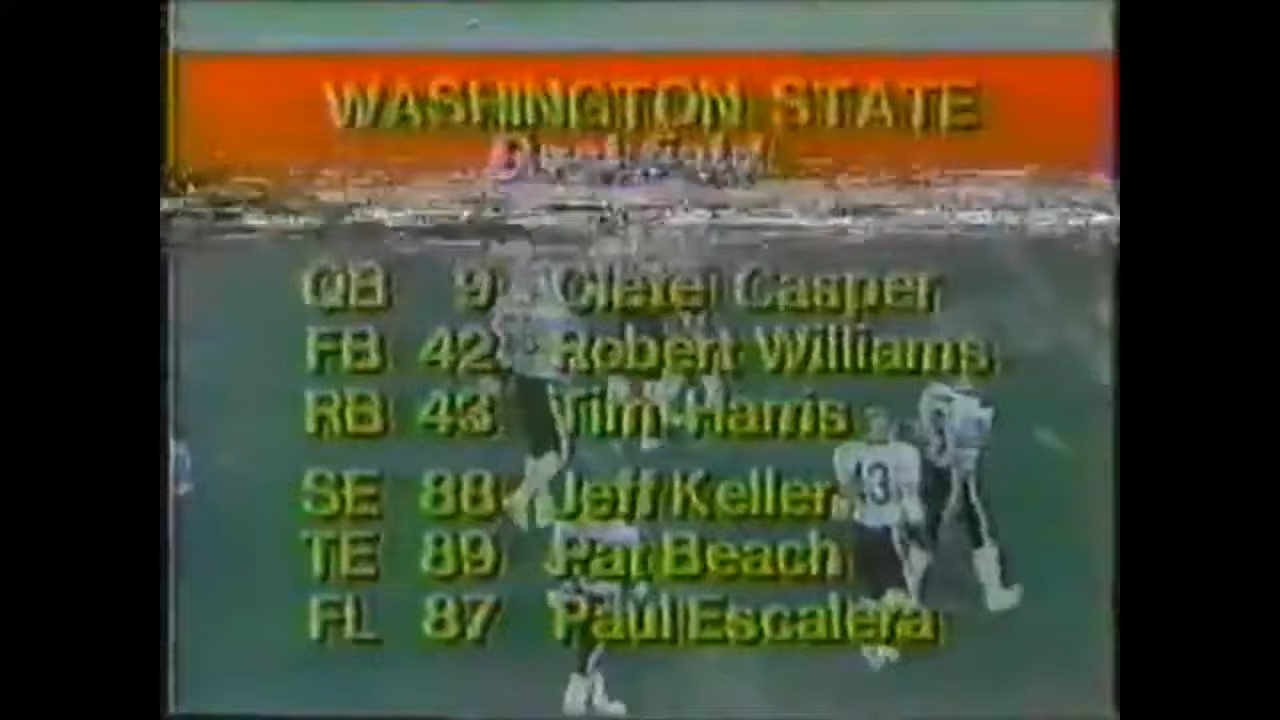 WASHINGTON STATE
QB 9 Clete Casper
FB 42 Robert Williams
RB 43 Tim Harris
SE 88 Jeff Keller
TE 89 Pat Beach
FL 87 Paul Escalera
43